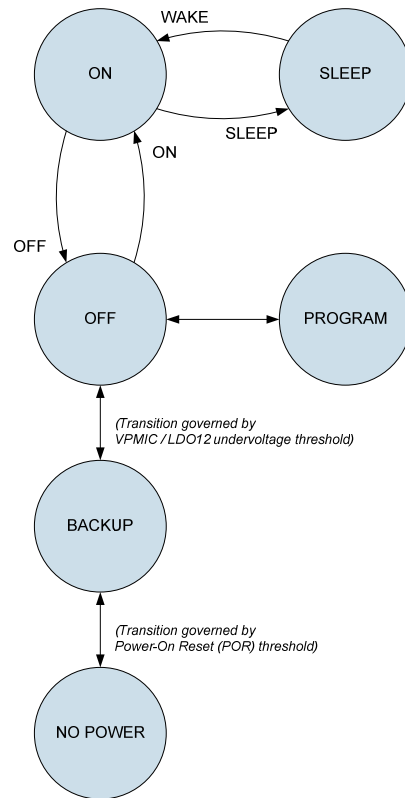 WAKE
ON
SLEEP
SLEEP
ON
OFF
OFF
PROGRAM
(Transition governed by
VPMIC / LDO12 undervoltage threshold)
BACKUP
(Transition governed by
Power-On Reset (POR) threshold)
NO POWER